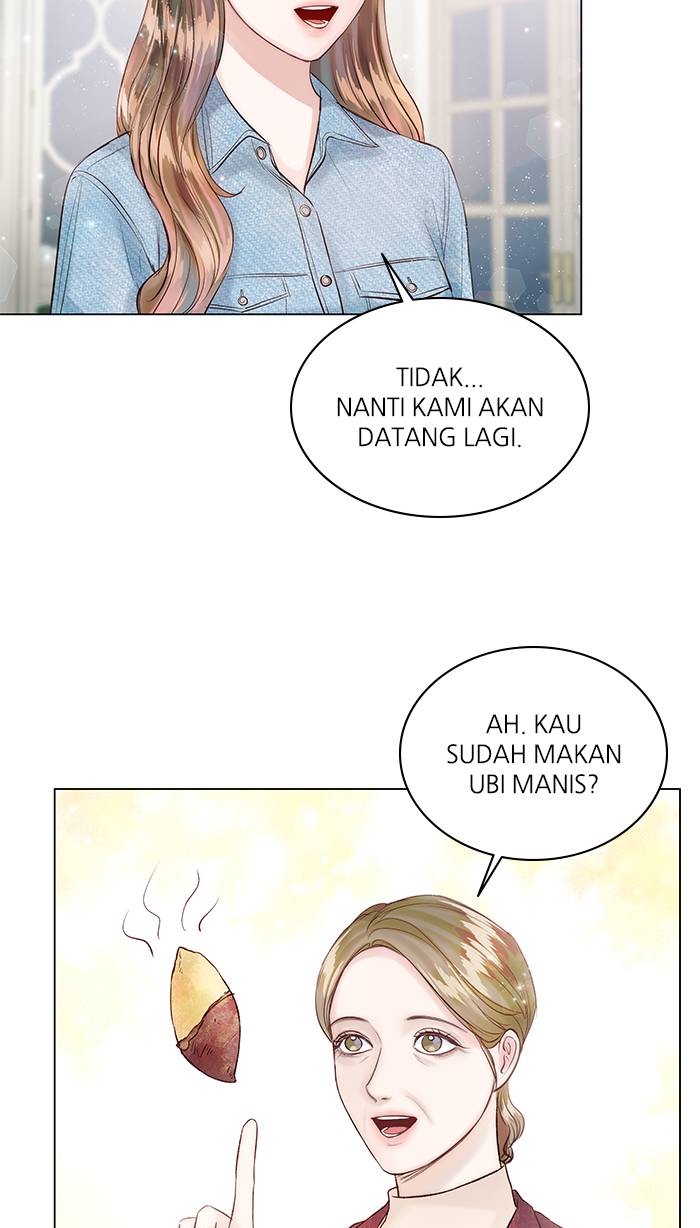 TIDAK...
NANTI KAMI AKAN
DATANG LAGI.
AH. KAU
SUDAH MAKAN
UBI MANIS?